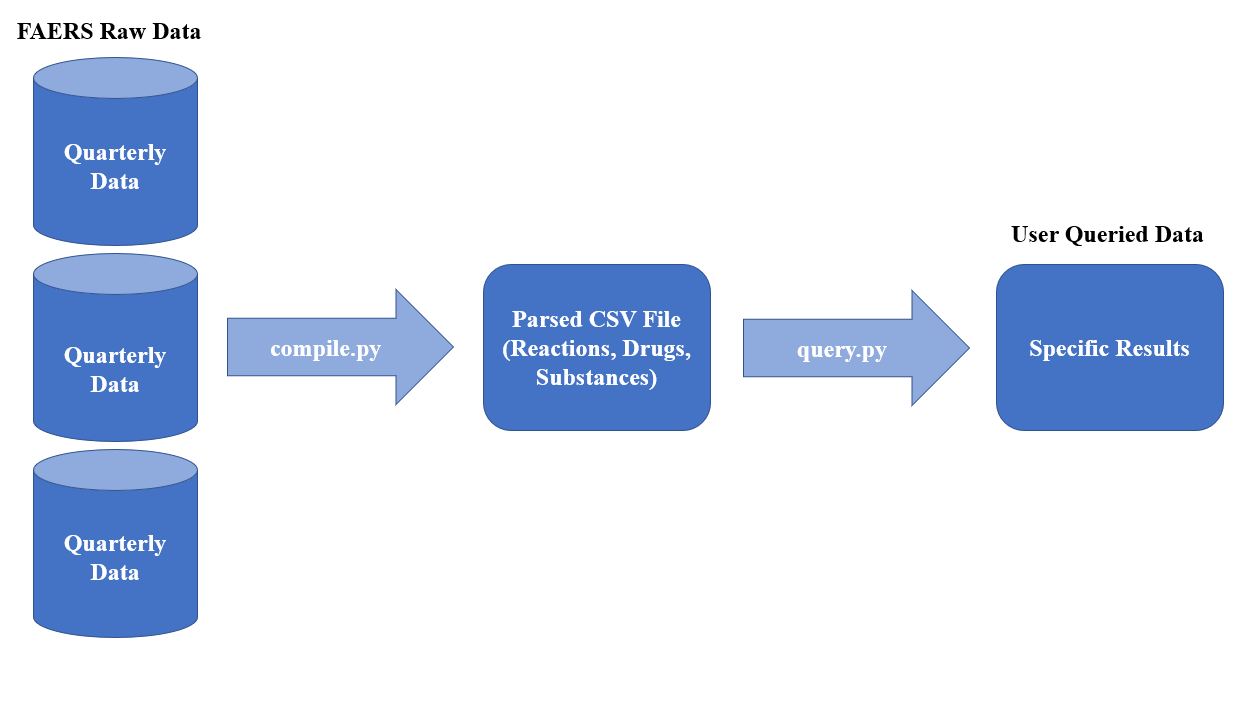 FAERS Raw Data
Quarterly
Data
Quarterly
Data
Quarterly
Data
compile.py
Parsed CSV File
(Reactions, Drugs,
Substances)
query.py
User Queried Data
Specific Results